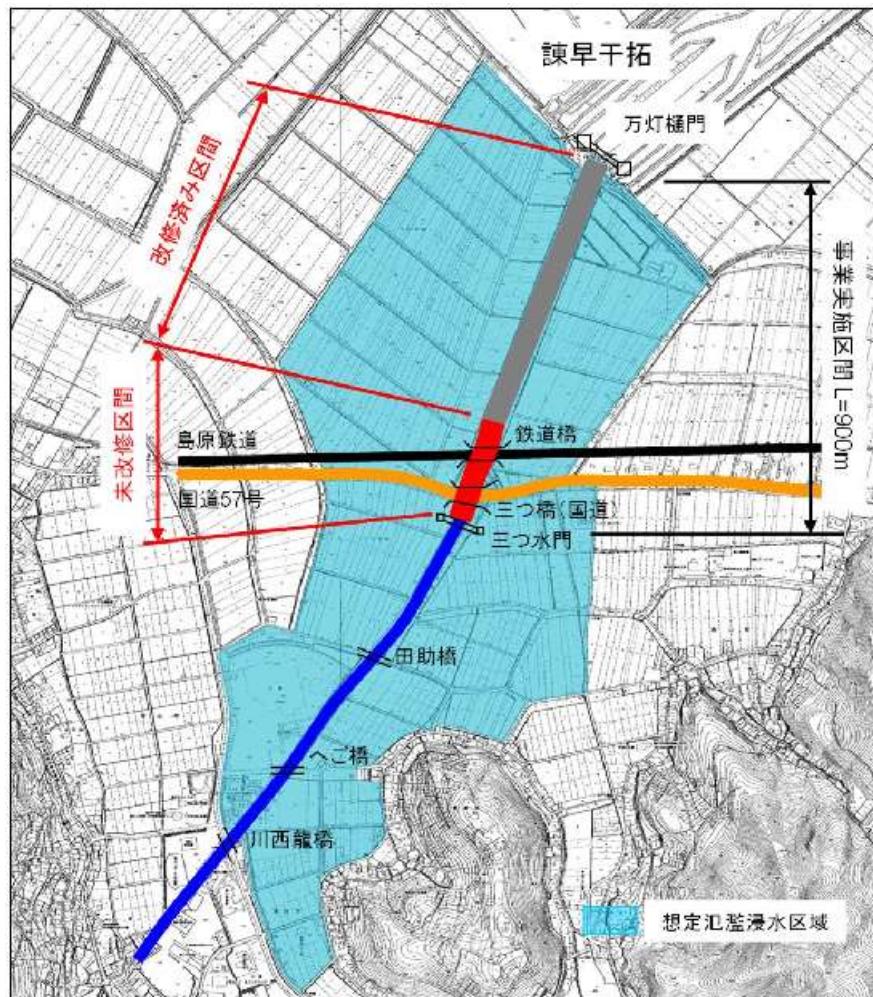 諫早干拓
万灯樋門
改修済み区間
事業実施区間 L=900m
未改修区間
島原鉄道
鉄道橋
国道57号
三つ橋(国道)
三つ水門
田助橋
へご橋
川西龍橋
想定氾濫浸水区域